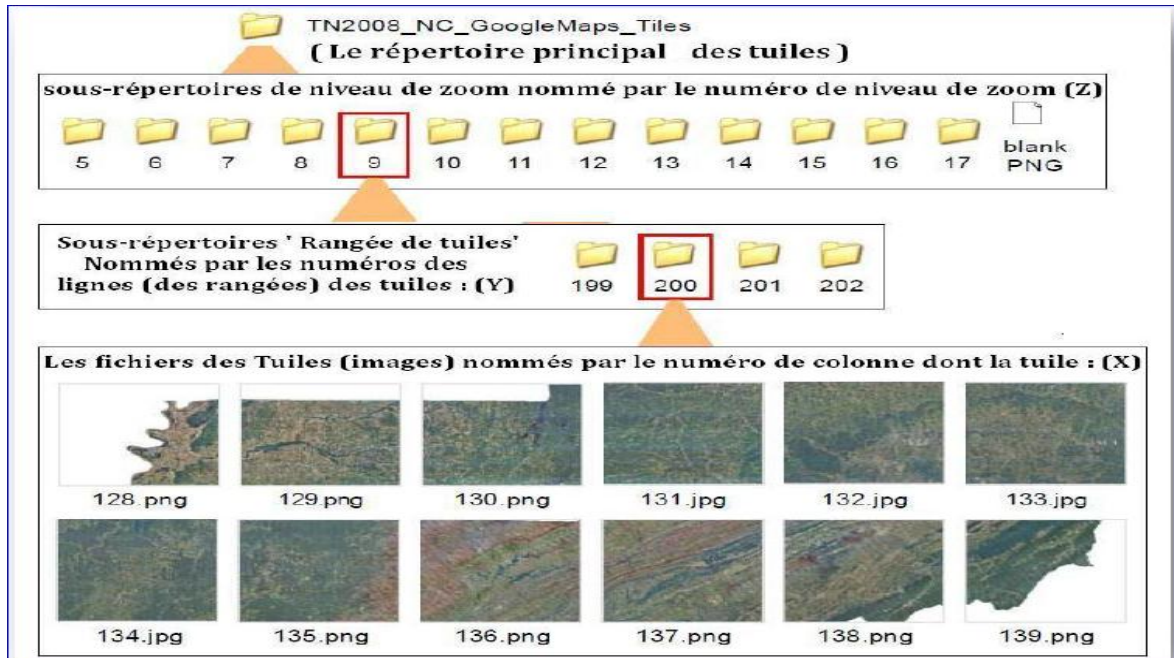 TN2008_NC_GoogleMaps_Tiles
( Le répertoire principal des tuiles )
sous-répertoires de niveau de zoom nommé par le numéro de niveau de zoom (Z)
5 6 7 8 9 10 11 12 13 14 15 16 17 blank
PNG
Sous-répertoires ' Rangée de tuiles'
Nommés par les numéros des
lignes (des rangées) des tuiles : (Y)
199 200 201 202
Les fichiers des Tuiles (images) nommés par le numéro de colonne dont la tuile : (X)
128.png 129.png 130.png 131.jpg 132.jpg 133.jpg
134.jpg 135.png 136.png 137.png 138.png 139.png